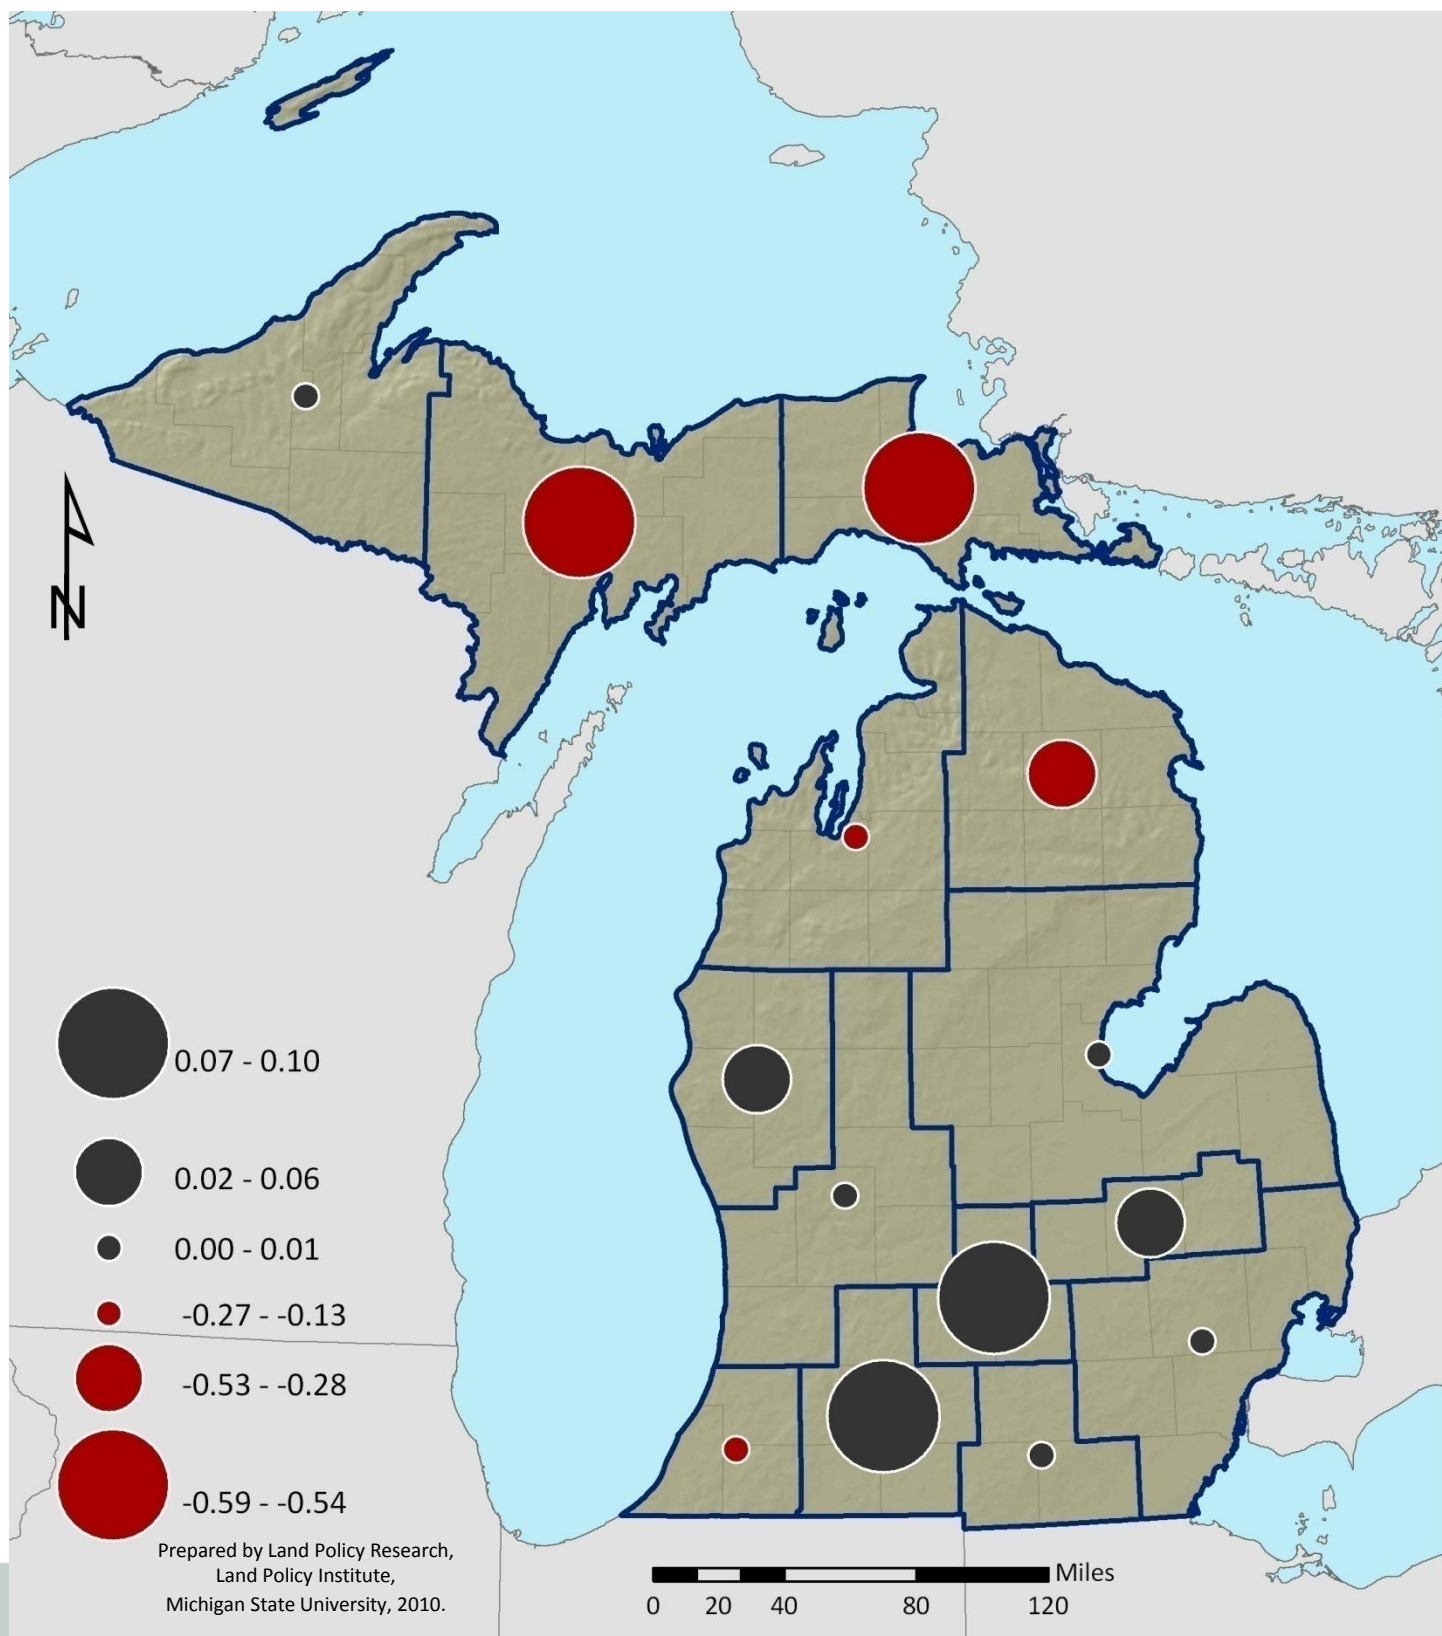 N
0.07 - 0.10
0.02 - 0.06
0.00 - 0.01
-0.27 - -0.13
-0.53 - -0.28
-0.59 - -0.54
Prepared by Land Policy Research,
Land Policy Institute,
Michigan State University, 2010.
Miles
0 20 40 80 120